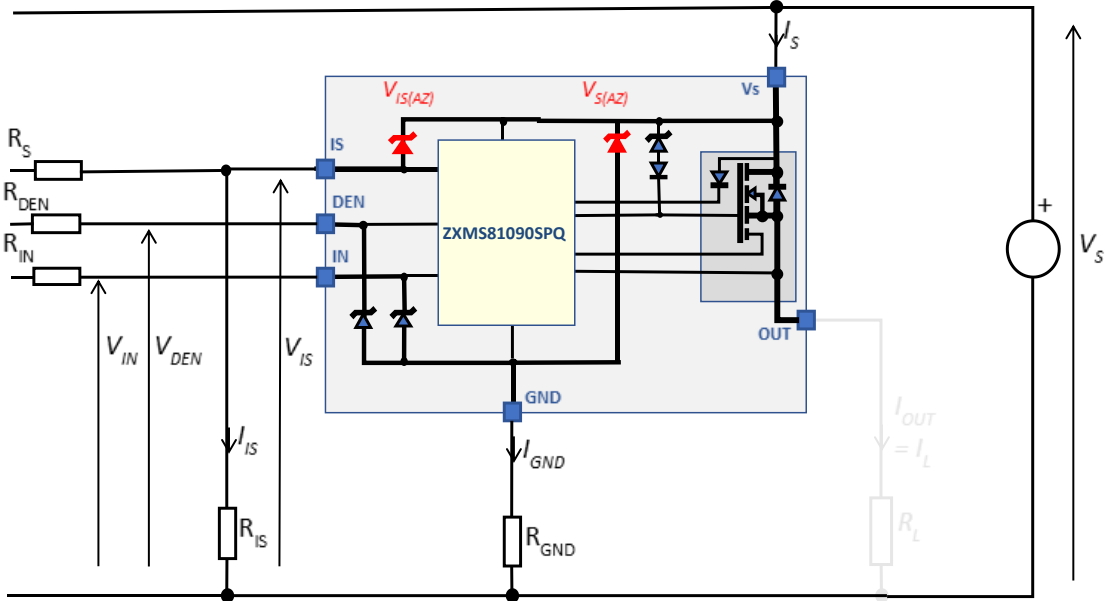 I_S
V_IS(AZ)
V_S(AZ)
Vs
R_S
IS
R_DEN
DEN
+
R_IN
IN
ZXMS81090SPQ
V_S
V_IN
V_DEN
V_IS
OUT
GND
I_OUT
= I_L
I_IS
I_GND
R_IS
R_GND
R_L